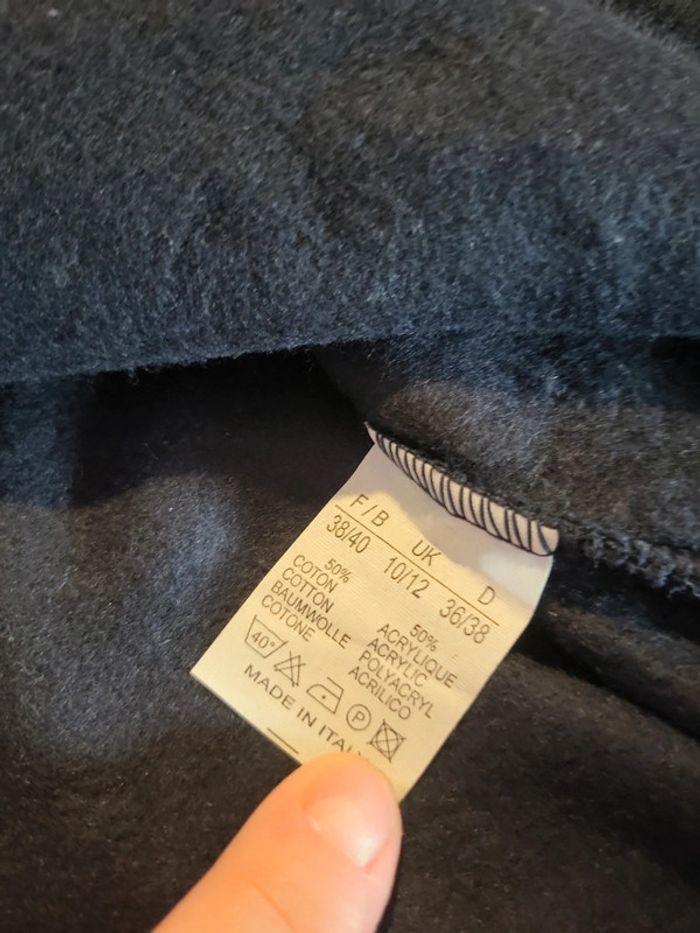 F/B UK D
38/40 10/12 36/38
50% 50%
COTON ACRYLIQUE
COTTON ACRYLIC
BAUMWOLLE POLYACRYL
COTONE ACRILICO
40° P
MADE IN ITALY